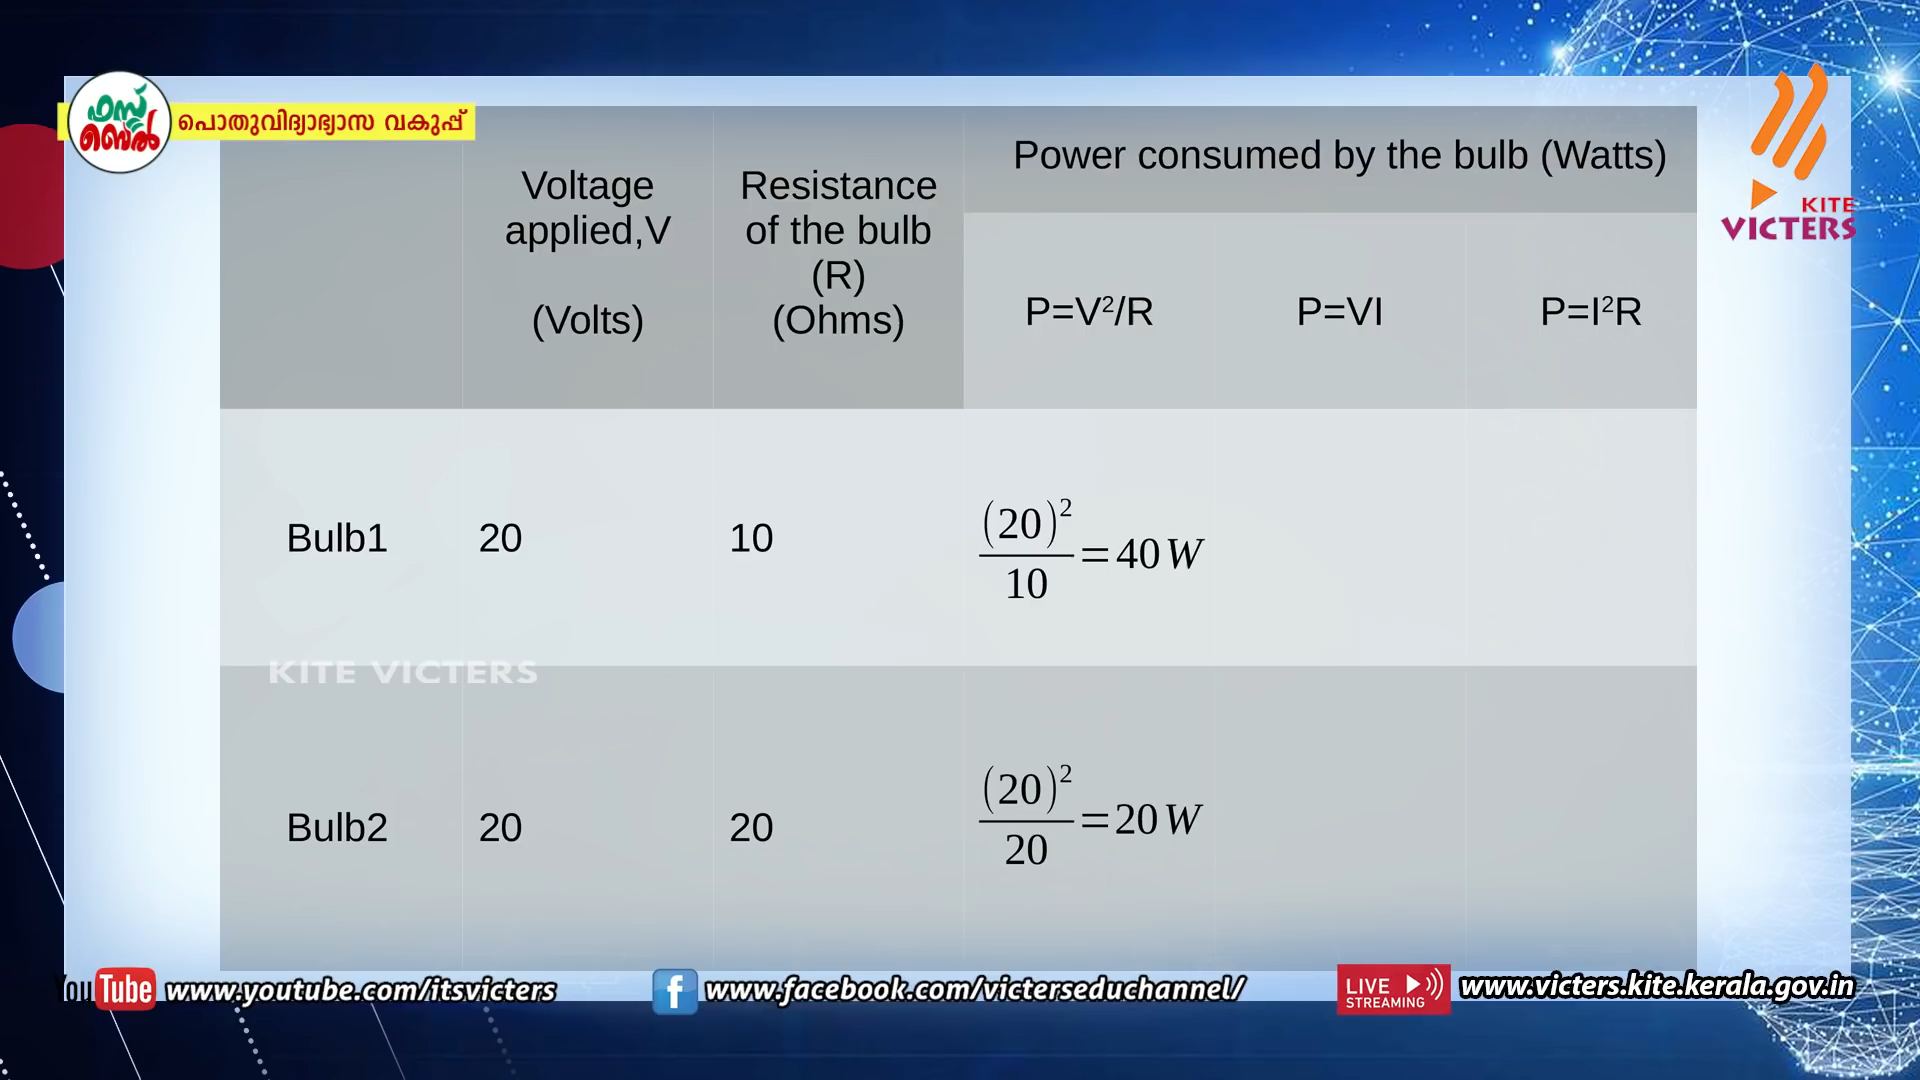 ഫസ്റ്റ്
ബെൽ
പൊതുവിദ്യാഭ്യാസ വകുപ്പ്
KITE
VICTERS
Voltage
applied,V
(Volts)
Resistance
of the bulb
(R)
(Ohms)
Power consumed by the bulb (Watts)
P=V²/R
P=VI
P=I²R
Bulb1
20
10
(20)²/10=40W
KITE VICTERS
Bulb2
20
20
(20)²/20=20W
YouTube www.youtube.com/itsvicters
f www.facebook.com/victerseduchannel/
LIVE STREAMING www.victers.kite.kerala.gov.in